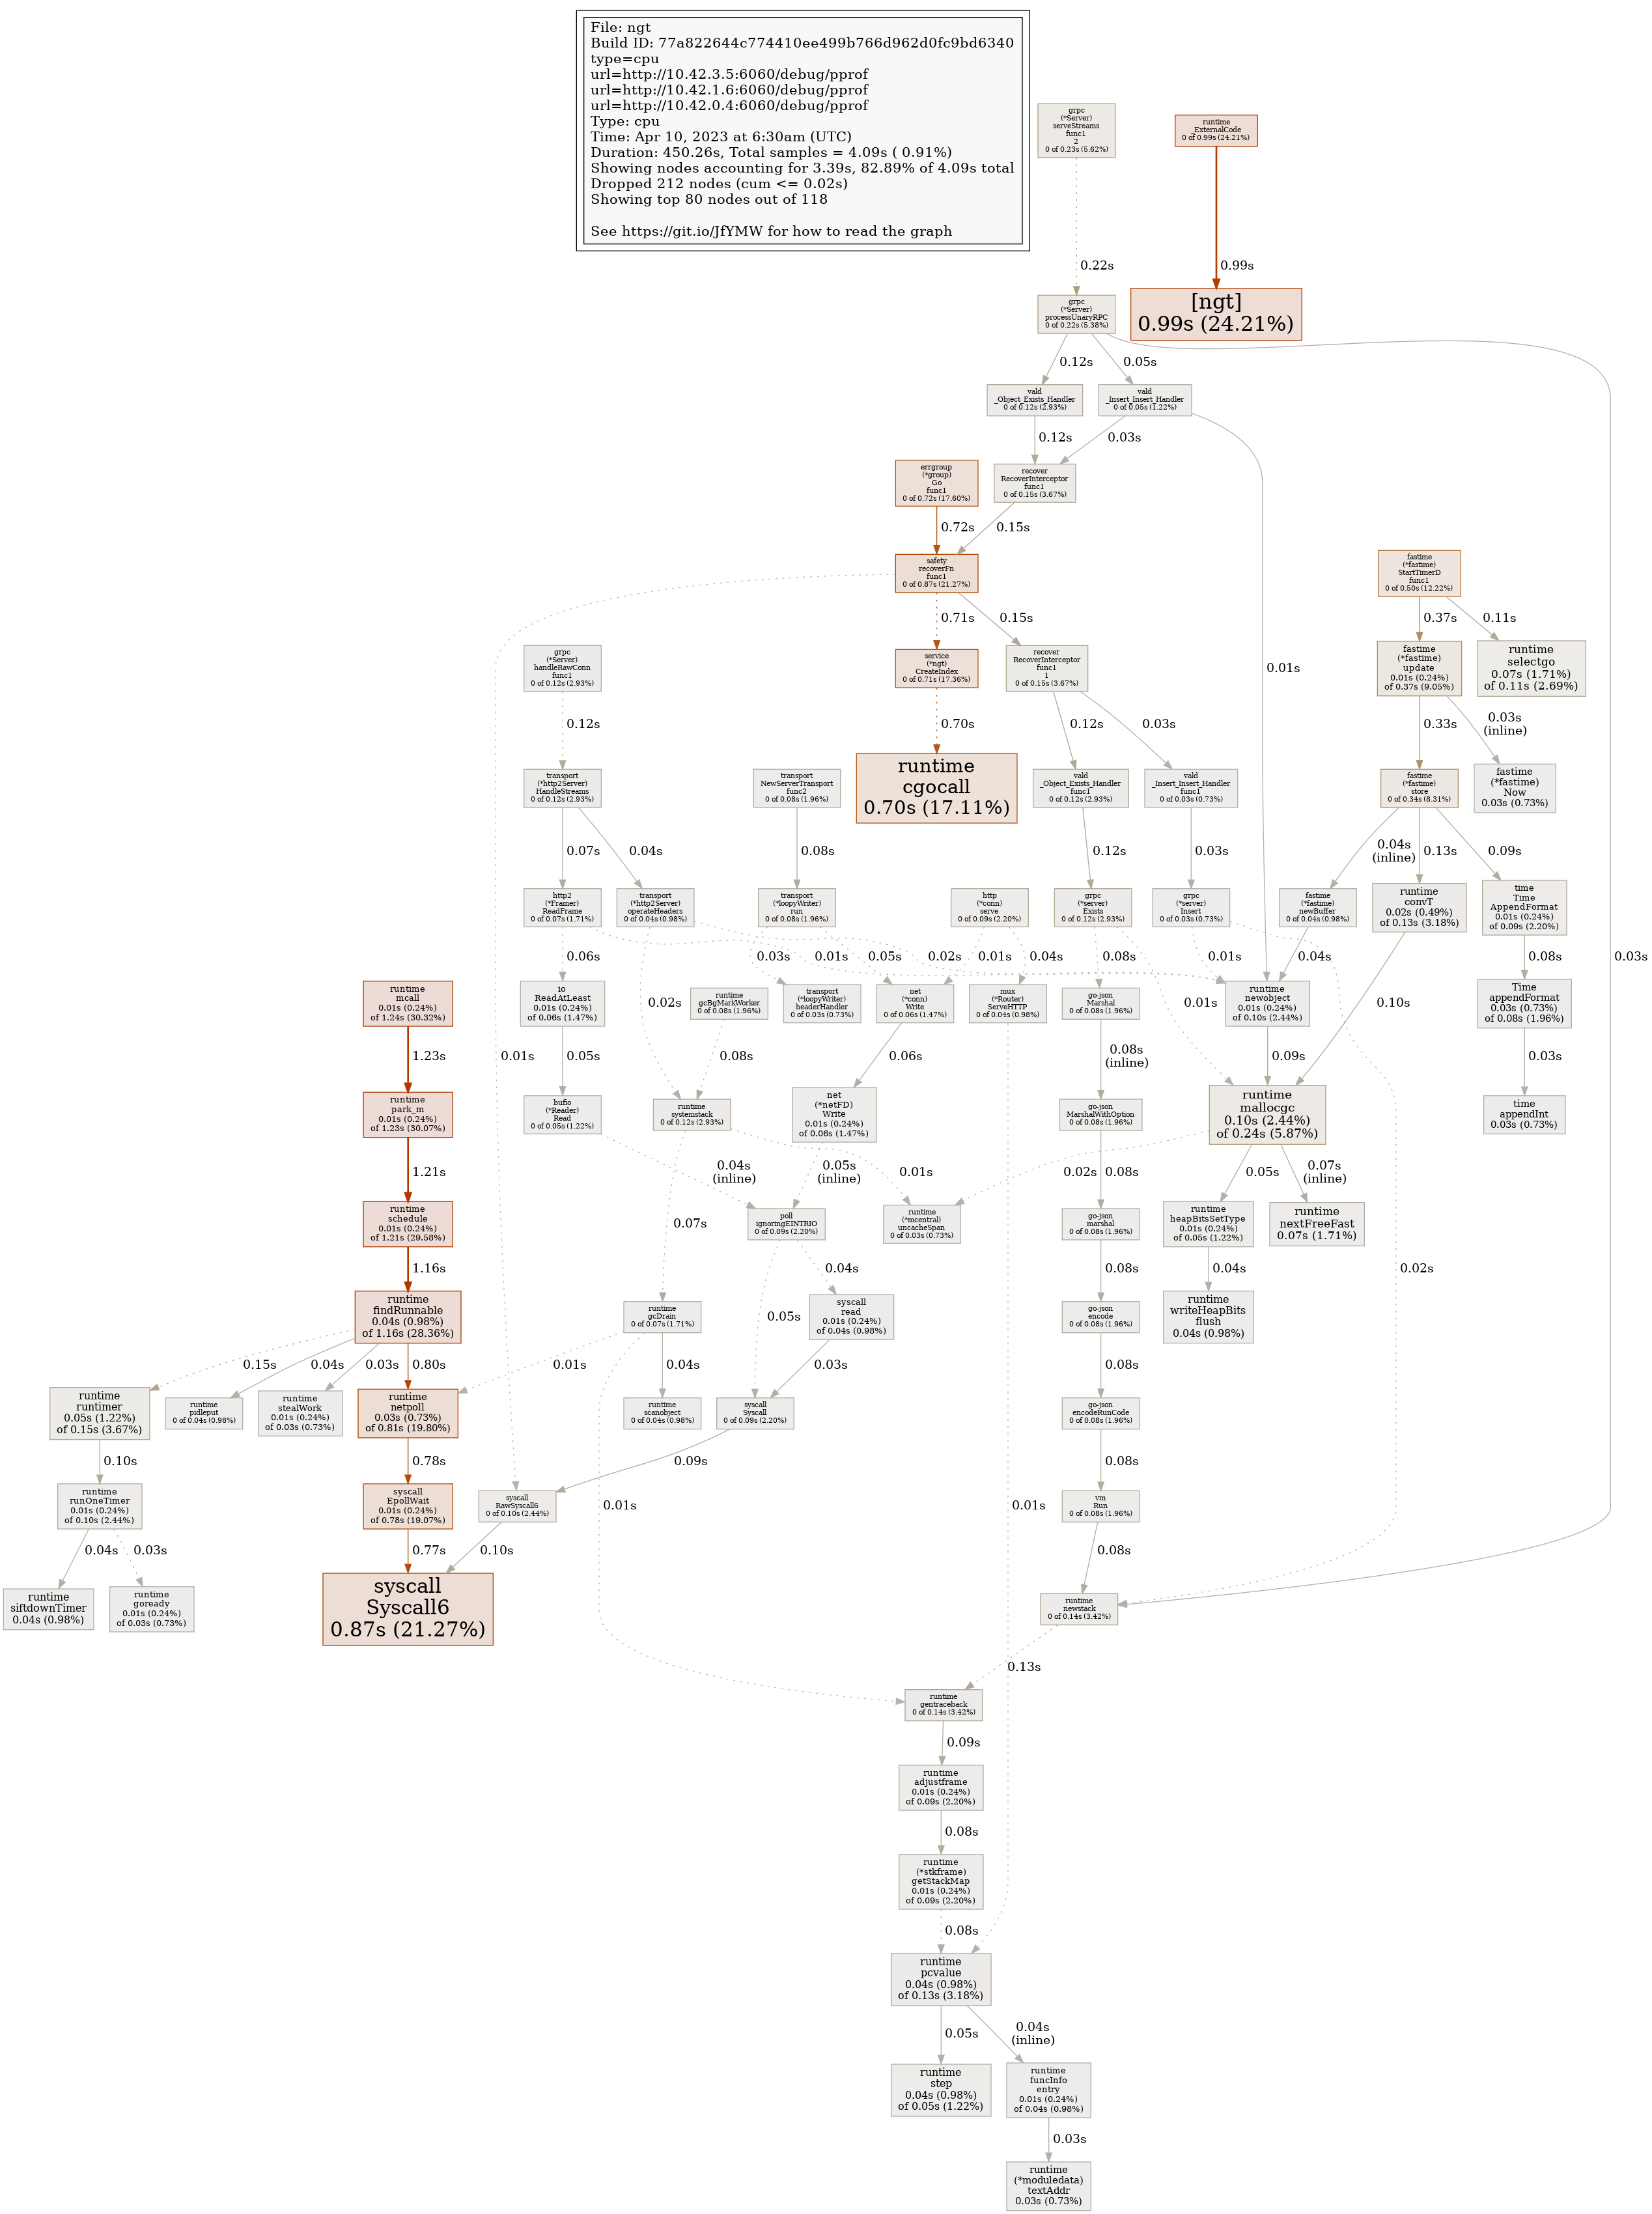 File: ngt
Build ID: 77a822644c774410ee499b766d962d0fc9bd6340
type=cpu
url=http://10.42.3.5:6060/debug/pprof
url=http://10.42.1.6:6060/debug/pprof
url=http://10.42.0.4:6060/debug/pprof
Type: cpu
Time: Apr 10, 2023 at 6:30am (UTC)
Duration: 450.26s, Total samples = 4.09s ( 0.91%)
Showing nodes accounting for 3.39s, 82.89% of 4.09s total
Dropped 212 nodes (cum <= 0.02s)
Showing top 80 nodes out of 118
See https://git.io/JfYMW for how to read the graph
grpc
(*Server)
serveStreams
func1
2
0 of 0.23s (5.62%)
runtime
_ExternalCode
0 of 0.99s (24.21%)
0.22s
0.99s
grpc
(*Server)
processUnaryRPC
0 of 0.22s (5.38%)
[ngt]
0.99s (24.21%)
0.12s
0.05s
vald
_Object_Exists_Handler
0 of 0.12s (2.93%)
vald
_Insert_Insert_Handler
0 of 0.05s (1.22%)
0.12s
0.03s
errgroup
(*group)
Go
func1
0 of 0.72s (17.60%)
recover
RecoverInterceptor
func1
0 of 0.15s (3.67%)
0.72s
0.15s
safety
recoverFn
func1
0 of 0.87s (21.27%)
fastime
(*fastime)
StartTimerD
func1
0 of 0.50s (12.22%)
0.71s
0.15s
0.37s
0.11s
grpc
(*Server)
handleRawConn
func1
0 of 0.12s (2.93%)
service
(*ngt)
CreateIndex
0 of 0.71s (17.36%)
recover
RecoverInterceptor
func1
1
0 of 0.15s (3.67%)
0.01s
fastime
(*fastime)
update
0.01s (0.24%)
of 0.37s (9.05%)
runtime
selectgo
0.07s (1.71%)
of 0.11s (2.69%)
0.12s
0.70s
0.12s
0.03s
0.33s
0.03s
(inline)
transport
(*http2Server)
HandleStreams
0 of 0.12s (2.93%)
transport
NewServerTransport
func2
0 of 0.08s (1.96%)
runtime
cgocall
0.70s (17.11%)
vald
_Object_Exists_Handler
func1
0 of 0.12s (2.93%)
vald
_Insert_Insert_Handler
func1
0 of 0.03s (0.73%)
fastime
(*fastime)
store
0 of 0.34s (8.31%)
fastime
(*fastime)
Now
0.03s (0.73%)
0.07s
0.04s
0.08s
0.12s
0.03s
0.04s
(inline)
0.13s
0.09s
http2
(*Framer)
ReadFrame
0 of 0.07s (1.71%)
transport
(*http2Server)
operateHeaders
0 of 0.04s (0.98%)
transport
(*loopyWriter)
run
0 of 0.08s (1.96%)
http
(*conn)
serve
0 of 0.09s (2.20%)
grpc
(*server)
Exists
0 of 0.12s (2.93%)
grpc
(*server)
Insert
0 of 0.03s (0.73%)
fastime
(*fastime)
newBuffer
0 of 0.04s (0.98%)
runtime
convT
0.02s (0.49%)
of 0.13s (3.18%)
time
Time
AppendFormat
0.01s (0.24%)
of 0.09s (2.20%)
0.06s
0.03s
0.01s
0.05s
0.02s
0.01s
0.04s
0.08s
0.01s
0.04s
0.08s
0.03s
runtime
mcall
0.01s (0.24%)
of 1.24s (30.32%)
io
ReadAtLeast
0.01s (0.24%)
of 0.06s (1.47%)
0.02s
runtime
gcBgMarkWorker
0 of 0.08s (1.96%)
transport
(*loopyWriter)
headerHandler
0 of 0.03s (0.73%)
net
(*conn)
Write
0 of 0.06s (1.47%)
mux
(*Router)
ServeHTTP
0 of 0.04s (0.98%)
go-json
Marshal
0 of 0.08s (1.96%)
0.01s
runtime
newobject
0.01s (0.24%)
of 0.10s (2.44%)
0.10s
Time
appendFormat
0.03s (0.73%)
of 0.08s (1.96%)
1.23s
0.01s
0.05s
0.08s
0.06s
0.08s
(inline)
0.09s
0.03s
runtime
park_m
0.01s (0.24%)
of 1.23s (30.07%)
bufio
(*Reader)
Read
0 of 0.05s (1.22%)
runtime
systemstack
0 of 0.12s (2.93%)
net
(*netFD)
Write
0.01s (0.24%)
of 0.06s (1.47%)
go-json
MarshalWithOption
0 of 0.08s (1.96%)
runtime
mallocgc
0.10s (2.44%)
of 0.24s (5.87%)
time
appendInt
0.03s (0.73%)
1.21s
0.04s
(inline)
0.05s
(inline)
0.01s
0.02s
0.08s
0.05s
0.07s
(inline)
runtime
schedule
0.01s (0.24%)
of 1.21s (29.58%)
0.07s
poll
ignoringEINTRIO
0 of 0.09s (2.20%)
runtime
(*mcentral)
uncacheSpan
0 of 0.03s (0.73%)
go-json
marshal
0 of 0.08s (1.96%)
runtime
heapBitsSetType
0.01s (0.24%)
of 0.05s (1.22%)
runtime
nextFreeFast
0.07s (1.71%)
1.16s
0.04s
0.08s
0.04s
0.02s
runtime
findRunnable
0.04s (0.98%)
of 1.16s (28.36%)
runtime
gcDrain
0 of 0.07s (1.71%)
0.05s
syscall
read
0.01s (0.24%)
of 0.04s (0.98%)
go-json
encode
0 of 0.08s (1.96%)
runtime
writeHeapBits
flush
0.04s (0.98%)
0.15s
0.04s
0.03s
0.80s
0.01s
0.04s
0.03s
0.08s
runtime
runtimer
0.05s (1.22%)
of 0.15s (3.67%)
runtime
pidleput
0 of 0.04s (0.98%)
runtime
stealWork
0.01s (0.24%)
of 0.03s (0.73%)
runtime
netpoll
0.03s (0.73%)
of 0.81s (19.80%)
runtime
scanobject
0 of 0.04s (0.98%)
syscall
Syscall
0 of 0.09s (2.20%)
go-json
encodeRunCode
0 of 0.08s (1.96%)
0.10s
0.78s
0.09s
0.08s
runtime
runOneTimer
0.01s (0.24%)
of 0.10s (2.44%)
syscall
EpollWait
0.01s (0.24%)
of 0.78s (19.07%)
syscall
RawSyscall6
0 of 0.10s (2.44%)
0.01s
0.01s
vm
Run
0 of 0.08s (1.96%)
0.04s
0.03s
0.77s
0.10s
0.08s
runtime
siftdownTimer
0.04s (0.98%)
runtime
goready
0.01s (0.24%)
of 0.03s (0.73%)
syscall
Syscall6
0.87s (21.27%)
runtime
newstack
0 of 0.14s (3.42%)
0.13s
runtime
gentraceback
0 of 0.14s (3.42%)
0.09s
runtime
adjustframe
0.01s (0.24%)
of 0.09s (2.20%)
0.08s
runtime
(*stkframe)
getStackMap
0.01s (0.24%)
of 0.09s (2.20%)
0.08s
runtime
pcvalue
0.04s (0.98%)
of 0.13s (3.18%)
0.05s
0.04s
(inline)
runtime
step
0.04s (0.98%)
of 0.05s (1.22%)
runtime
funcInfo
entry
0.01s (0.24%)
of 0.04s (0.98%)
0.03s
runtime
(*moduledata)
textAddr
0.03s (0.73%)